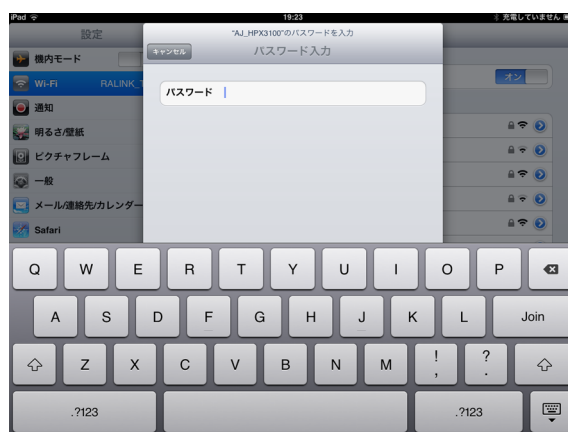 iPad 19:23 充電していません
設定
"AJ_HPX3100"のパスワードを入力
キャンセル パスワード入力
機内モード
Wi-Fi RALINK_T
オン
パスワード
通知
明るさ/壁紙
ピクチャフレーム
一般
メール/連絡先/カレンダー
Safari
Q W E R T Y U I O P
A S D F G H J K L Join
Z X C V B N M ! , ? .
.?123 .?123